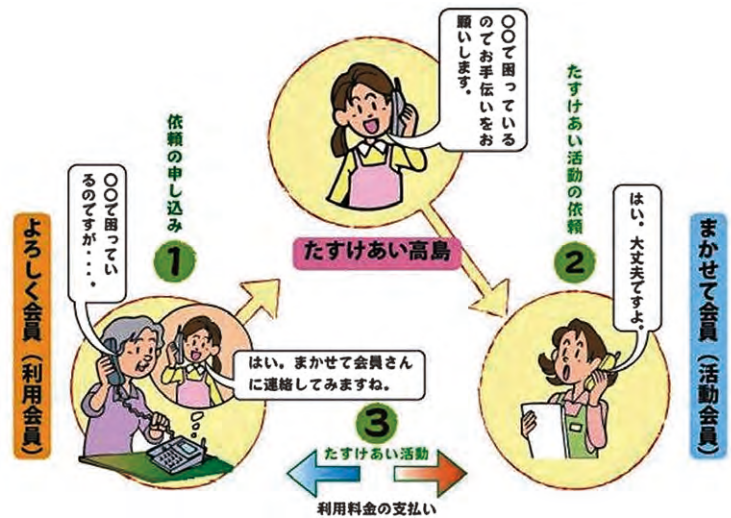 〇〇で困っている
のでお手伝いをお
願いします。
たすけあい高島
依頼の申し込み
1
〇〇で困ってい
るのですが・・・。
よろしく会員（利用会員）
はい。まかせて会員さん
に連絡してみますね。
たすけあい活動の依頼
2
はい。大丈夫ですよ。
まかせて会員（活動会員）
3
たすけあい活動
利用料金の支払い